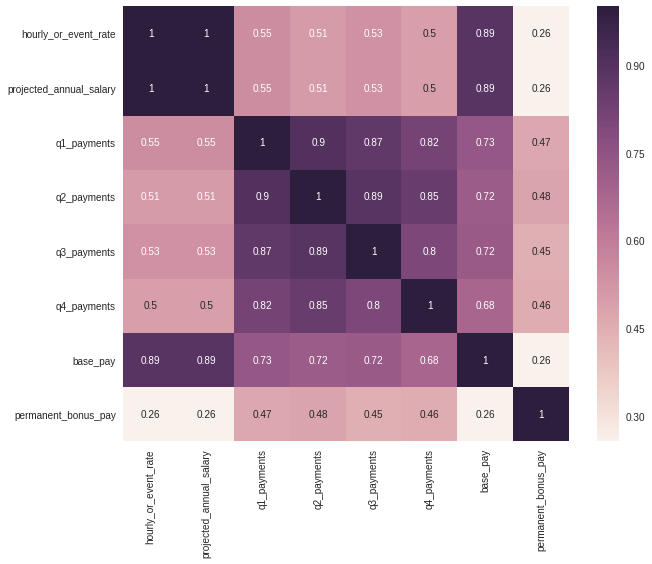 hourly_or_event_rate 1 1 0.55 0.51 0.53 0.5 0.89 0.26
0.90
projected_annual_salary 1 1 0.55 0.51 0.53 0.5 0.89 0.26
q1_payments 0.55 0.55 1 0.9 0.87 0.82 0.73 0.47
0.75
q2_payments 0.51 0.51 0.9 1 0.89 0.85 0.72 0.48
0.60
q3_payments 0.53 0.53 0.87 0.89 1 0.8 0.72 0.45
q4_payments 0.5 0.5 0.82 0.85 0.8 1 0.68 0.46
0.45
base_pay 0.89 0.89 0.73 0.72 0.72 0.68 1 0.26
permanent_bonus_pay 0.26 0.26 0.47 0.48 0.45 0.46 0.26 1
0.30
hourly_or_event_rate
projected_annual_salary
q1_payments
q2_payments
q3_payments
q4_payments
base_pay
permanent_bonus_pay